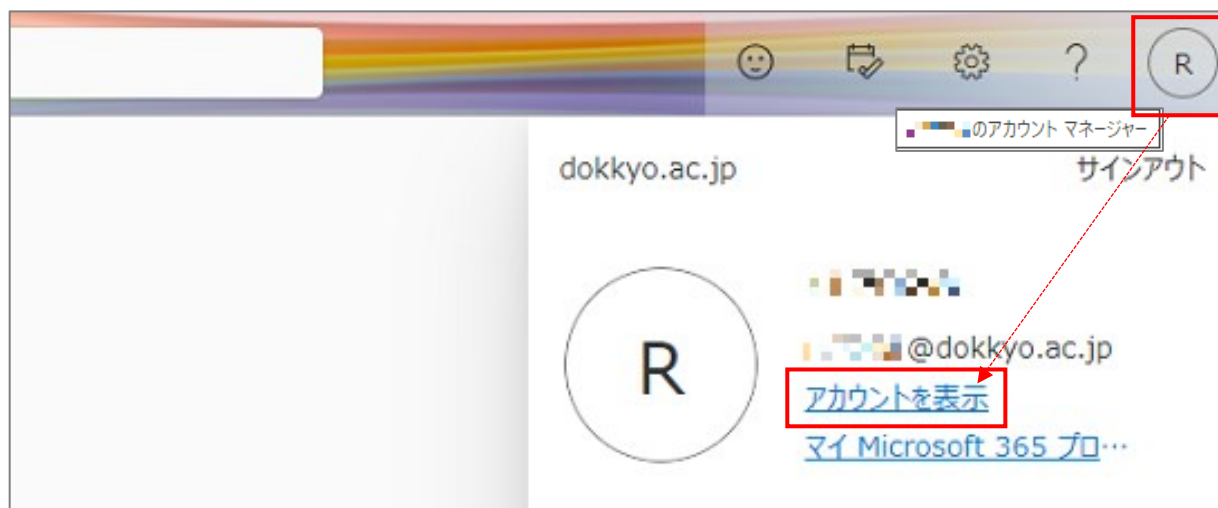 R
のアカウント マネージャー
dokkyo.ac.jp
サインアウト
R
@dokkyo.ac.jp
アカウントを表示
マイ Microsoft 365 プロ…